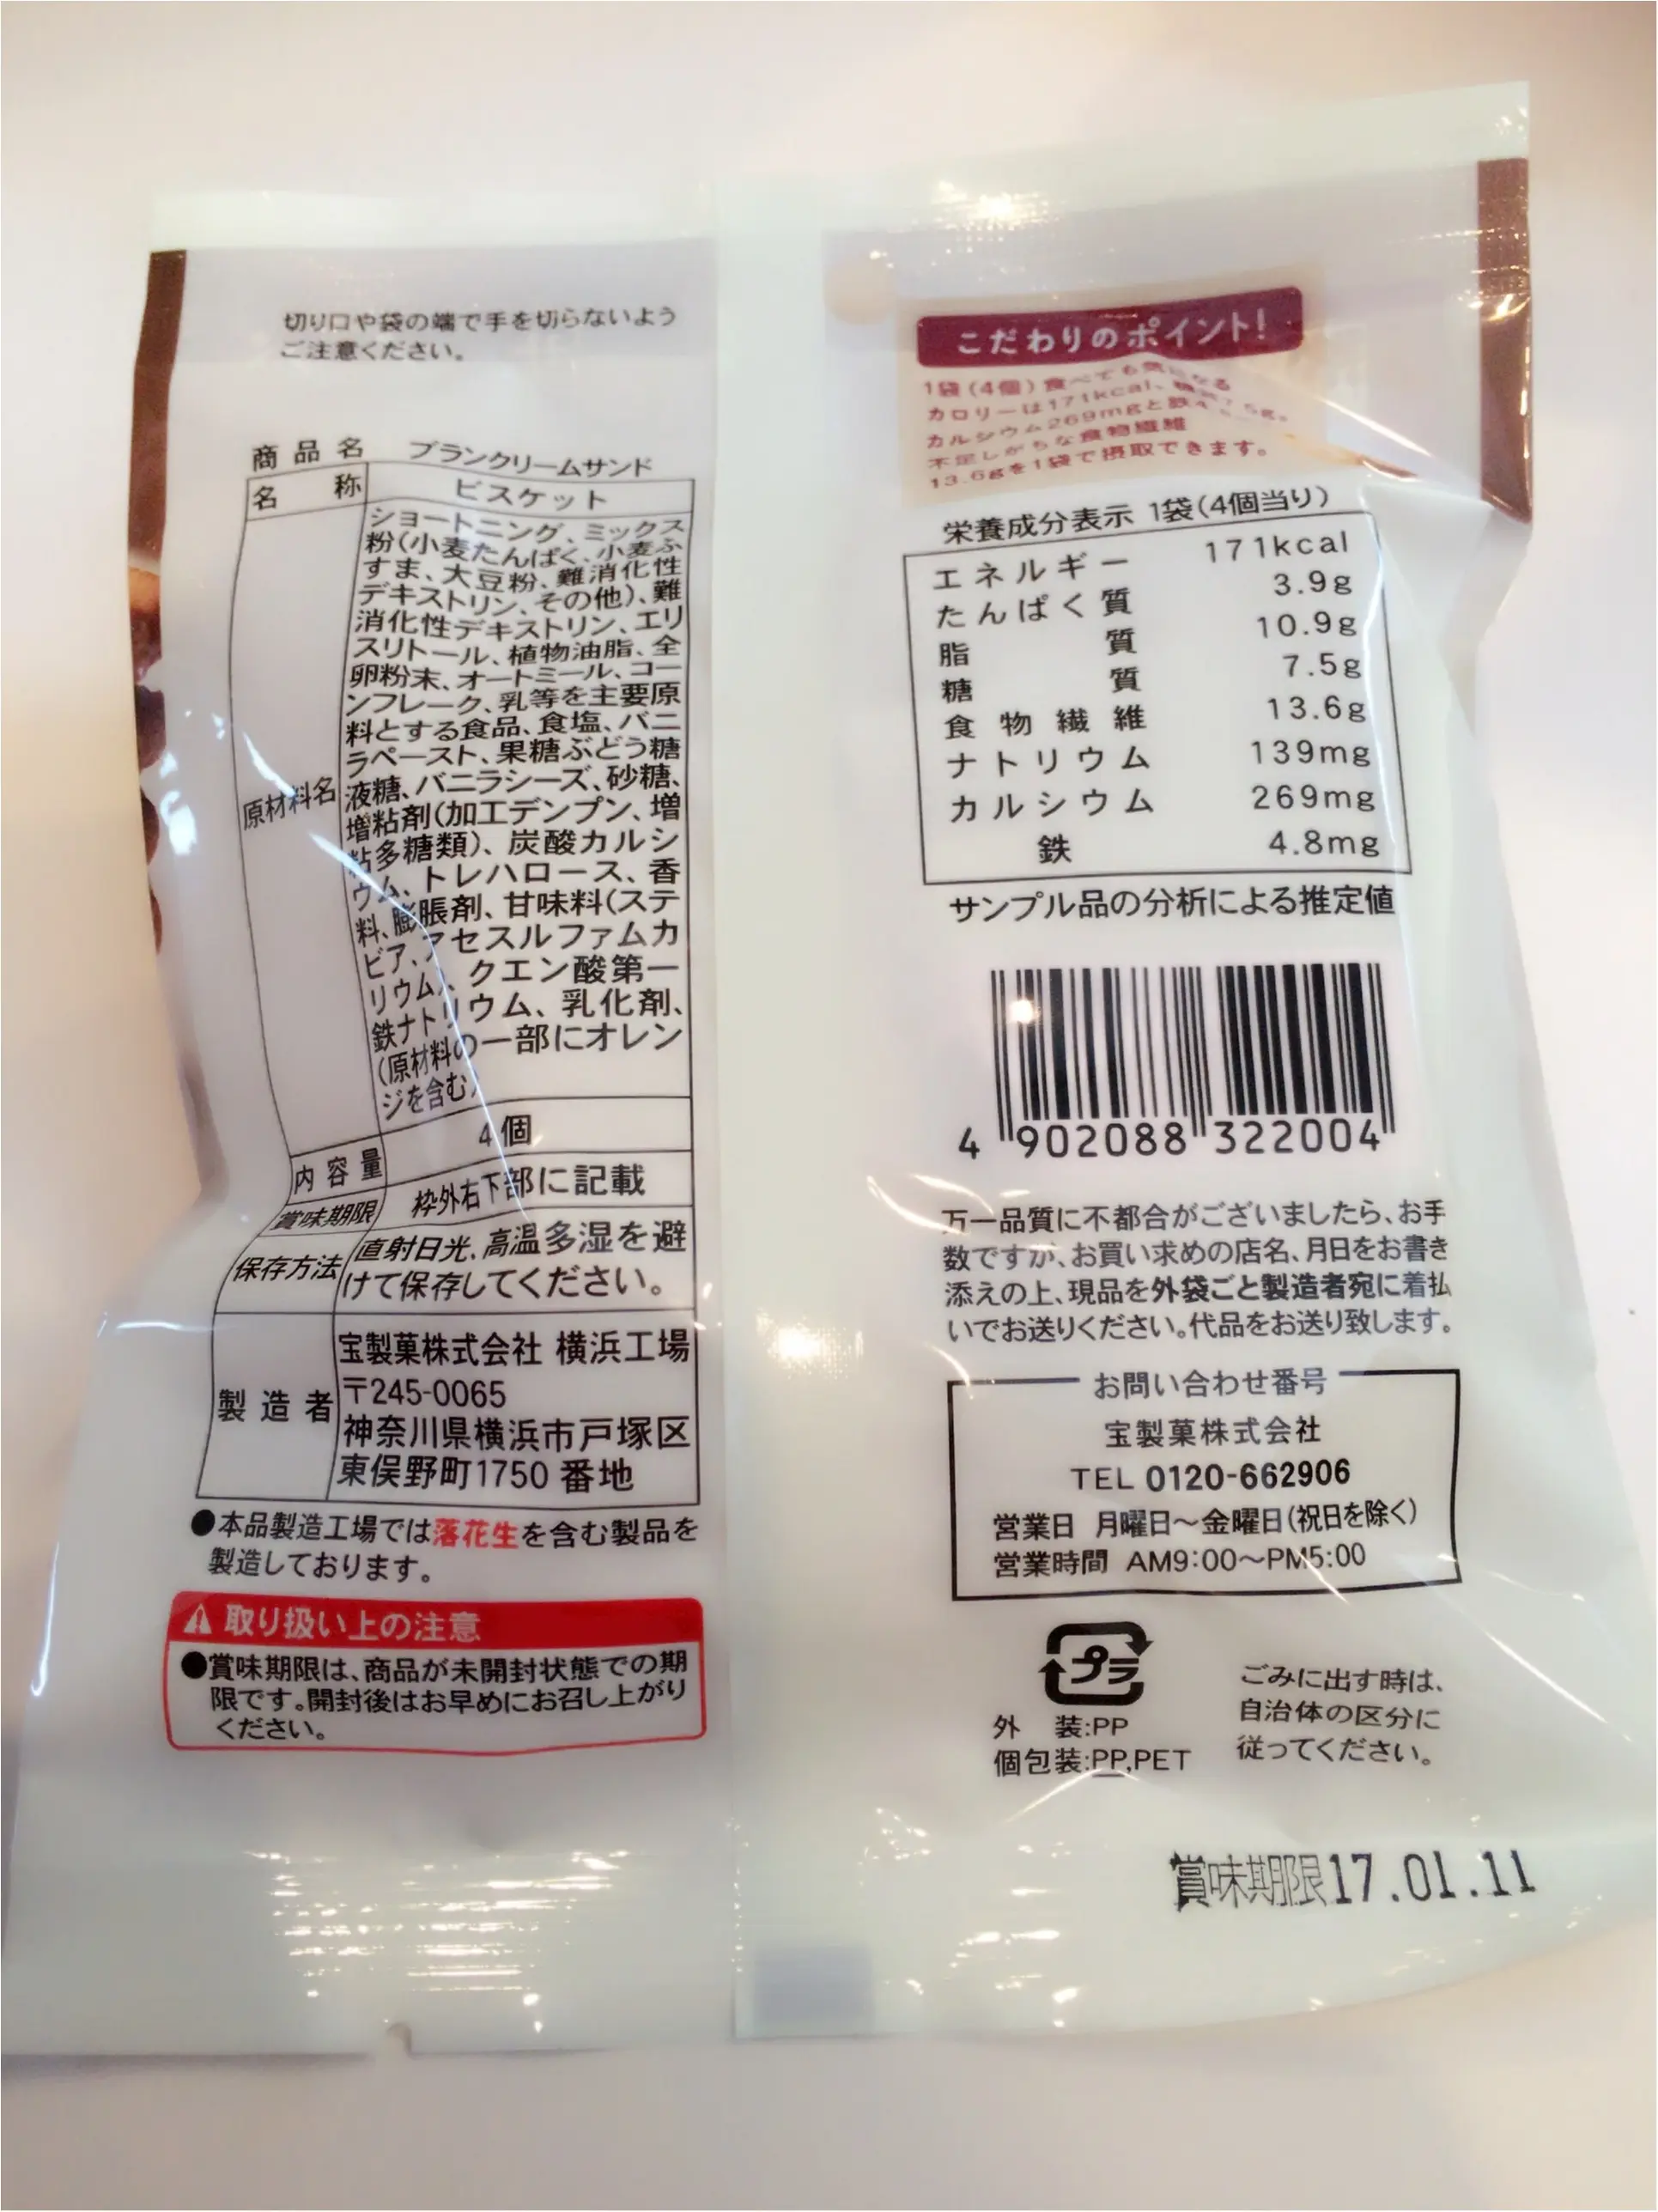 切り口や袋の端で手を切らないよう
ご注意ください。
商品名 ブランクリームサンド
名 称 ビスケット
原材料名
ショートニング、ミックス
粉(小麦たんぱく、小麦ふ
すま、大豆粉、難消化性
デキストリン、その他)、難
消化性デキストリン、エリ
スリトール、植物油脂、全
卵粉末、オートミール、コー
ンフレーク、乳等を主要原
料とする食品、食塩、バニ
ラペースト、果糖ぶどう糖
液糖、バニラシーズ、砂糖、
増粘剤(加工デンプン、増
粘多糖類)、炭酸カルシ
ウム、トレハロース、香
料、膨脹剤、甘味料(ステ
ビア、アセスルファムカ
リウム)、クエン酸第一
鉄ナトリウム、乳化剤、
(原材料の一部にオレン
ジを含む)
内容量 4個
賞味期限 枠外右下部に記載
保存方法 直射日光、高温多湿を避
けて保存してください。
製造者
宝製菓株式会社 横浜工場
〒245-0065
神奈川県横浜市戸塚区
東俣野町1750番地
●本品製造工場では落花生を含む製品を
製造しております。
取り扱い上の注意
●賞味期限は、商品が未開封状態での期
限です。開封後はお早めにお召し上がり
ください。
こだわりのポイント!
1袋(4個)食べても気になる
カロリーは171kcal、糖質7.5g。
カルシウム269mgと鉄4
不足しがちな食物繊維
13.6gを1袋で摂取できます。
栄養成分表示 1袋(4個当り)
エネルギー 171kcal
たんぱく質 3.9g
脂質 10.9g
糖質 7.5g
食物繊維 13.6g
ナトリウム 139mg
カルシウム 269mg
鉄 4.8mg
サンプル品の分析による推定値
4 902088 322004
万一品質に不都合がございましたら、お手
数ですが、お買い求めの店名、月日をお書き
添えの上、現品を外袋ごと製造者宛に着払
いでお送りください。代品をお送り致します。
お問い合わせ番号
宝製菓株式会社
TEL 0120-662906
営業日 月曜日～金曜日(祝日を除く)
営業時間 AM9:00～PM5:00
プラ
外 装:PP
個包装:PP,PET
ごみに出す時は、
自治体の区分に
従ってください。
賞味期限17.01.11